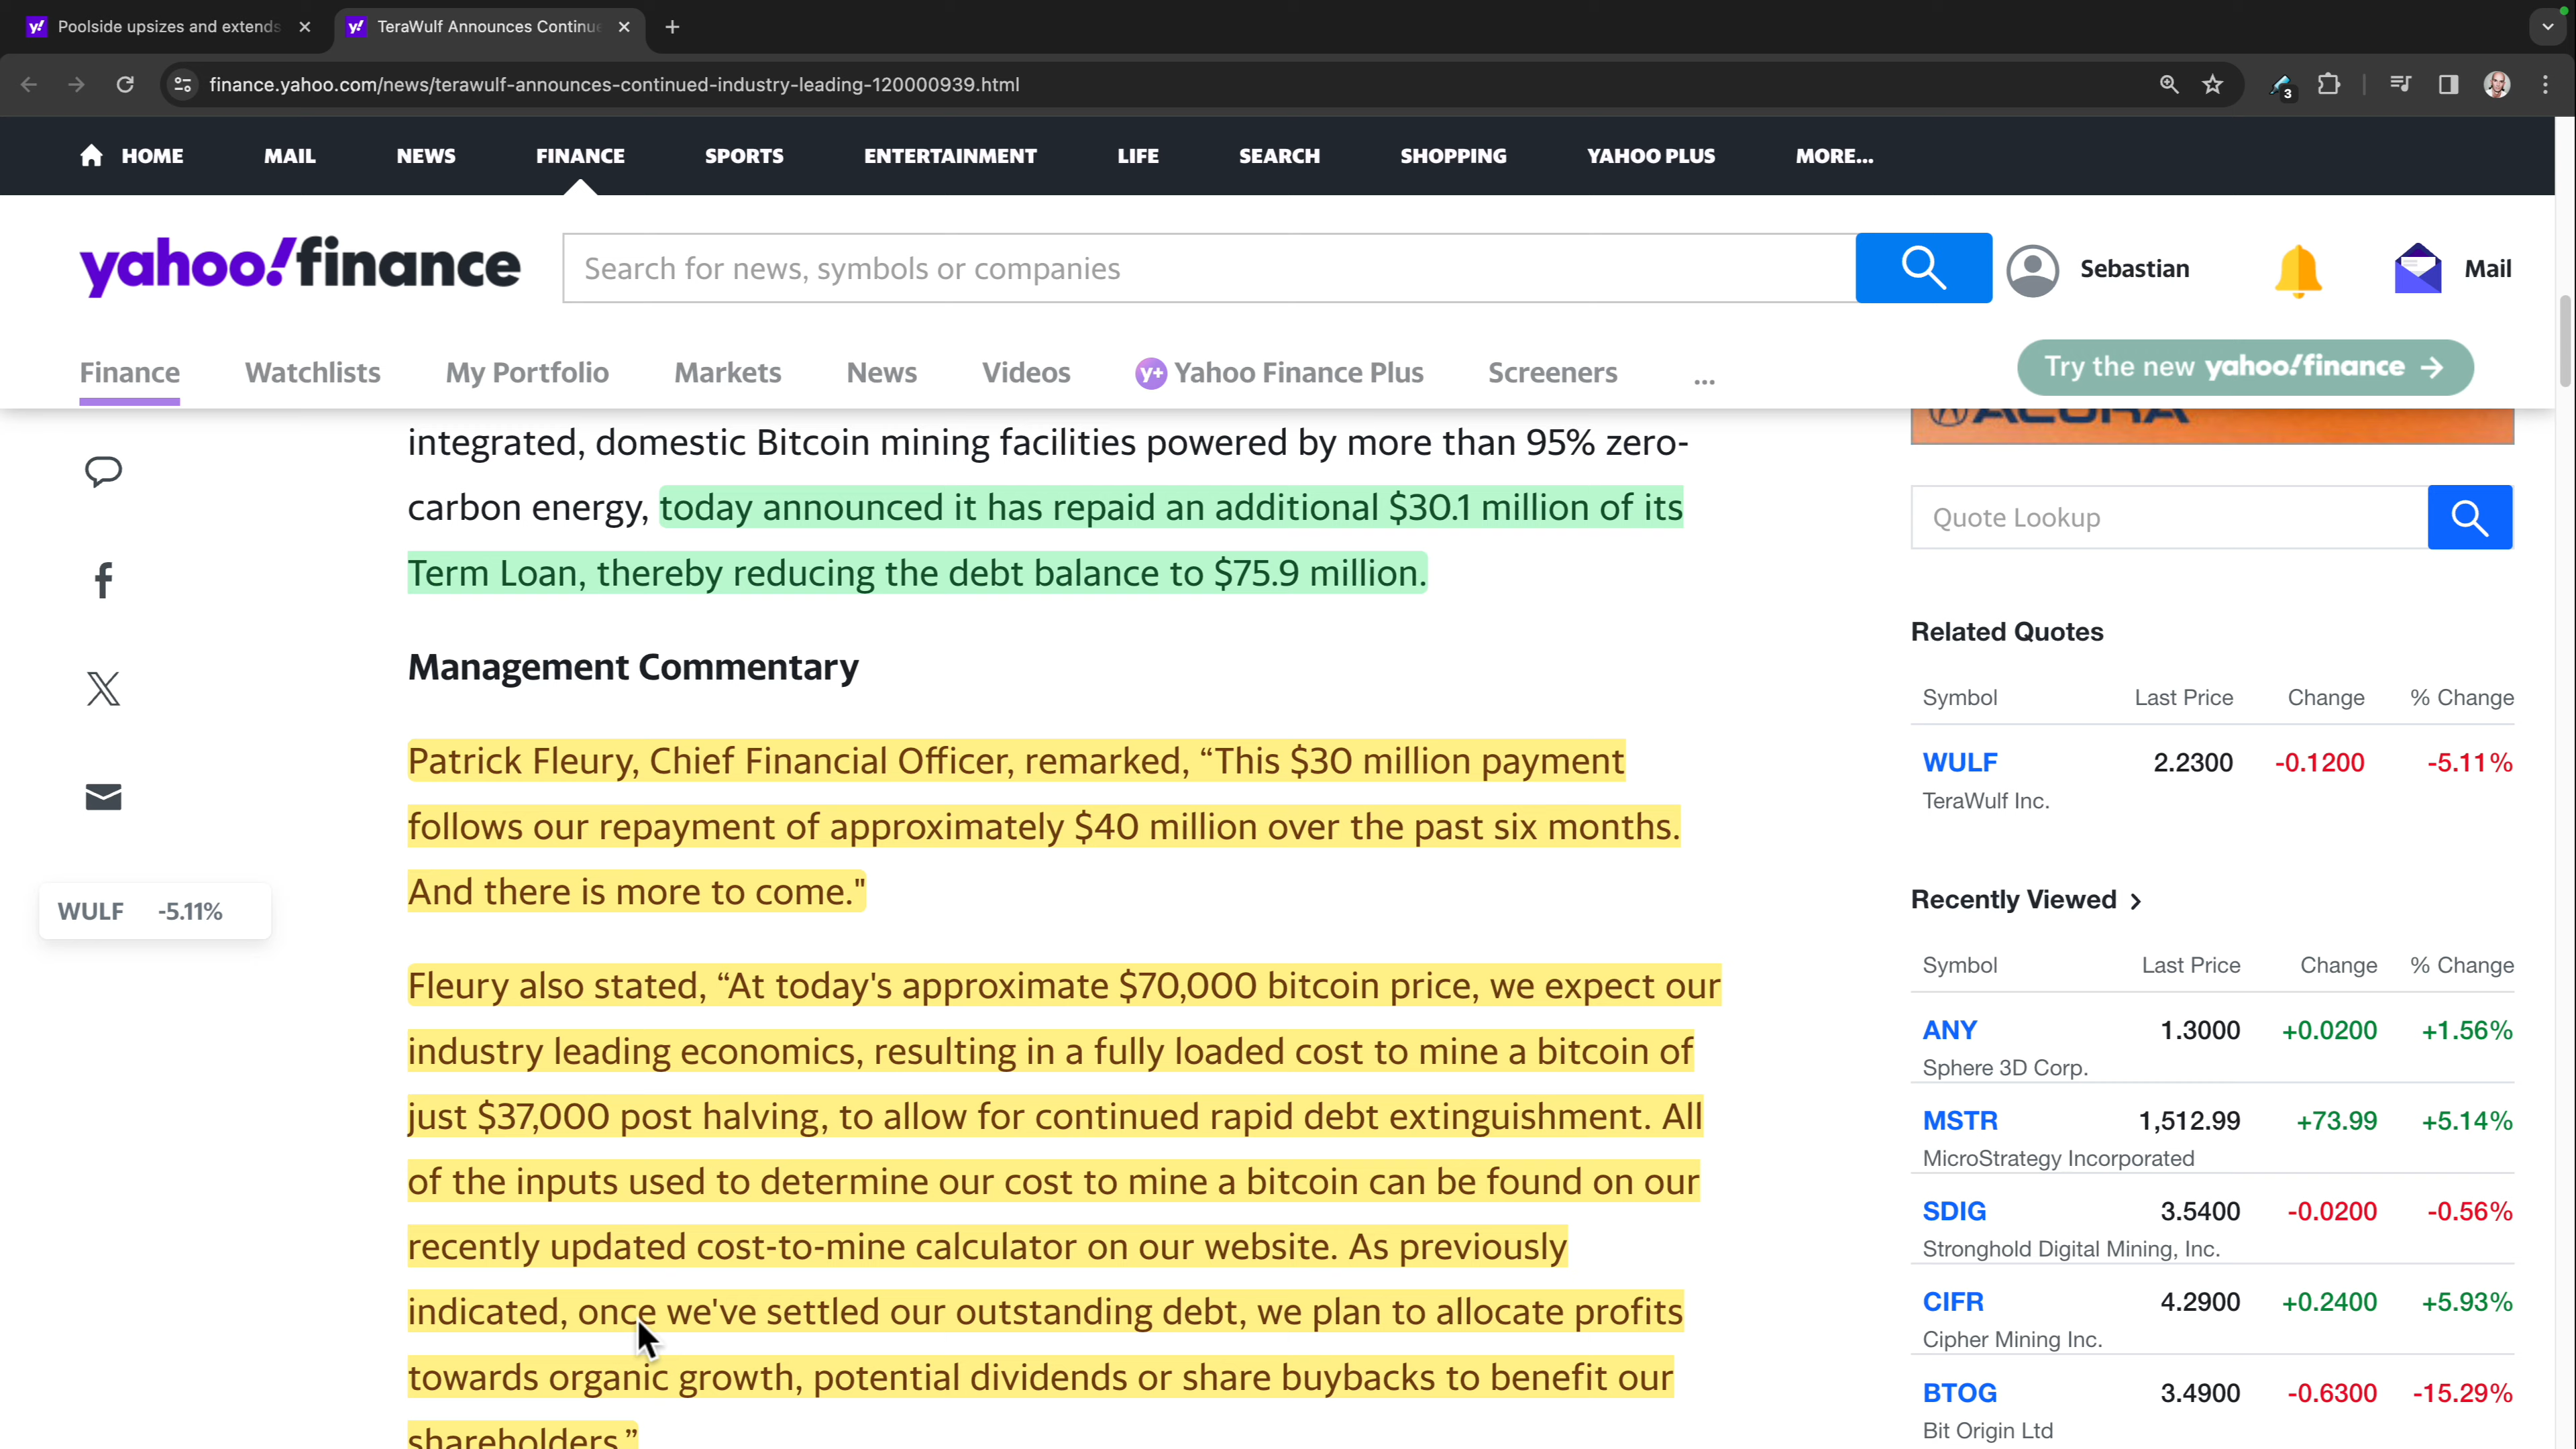 Poolside upsizes and extends
TeraWulf Announces Continue
finance.yahoo.com/news/terawulf-announces-continued-industry-leading-120000939.html
3
HOME MAIL NEWS FINANCE SPORTS ENTERTAINMENT LIFE SEARCH SHOPPING YAHOO PLUS MORE...
yahoo!finance
Search for news, symbols or companies
Sebastian
Mail
Finance Watchlists My Portfolio Markets News Videos y+ Yahoo Finance Plus Screeners ...
Try the new yahoo!finance →
integrated, domestic Bitcoin mining facilities powered by more than 95% zero-
carbon energy, today announced it has repaid an additional $30.1 million of its
Term Loan, thereby reducing the debt balance to $75.9 million.
Management Commentary
Patrick Fleury, Chief Financial Officer, remarked, “This $30 million payment
follows our repayment of approximately $40 million over the past six months.
And there is more to come."
Fleury also stated, “At today's approximate $70,000 bitcoin price, we expect our
industry leading economics, resulting in a fully loaded cost to mine a bitcoin of
just $37,000 post halving, to allow for continued rapid debt extinguishment. All
of the inputs used to determine our cost to mine a bitcoin can be found on our
recently updated cost-to-mine calculator on our website. As previously
indicated, once we've settled our outstanding debt, we plan to allocate profits
towards organic growth, potential dividends or share buybacks to benefit our
shareholders.”
WULF -5.11%
ACURA
Quote Lookup
Related Quotes
Symbol Last Price Change % Change
WULF 2.2300 -0.1200 -5.11%
TeraWulf Inc.
Recently Viewed
Symbol Last Price Change % Change
ANY 1.3000 +0.0200 +1.56%
Sphere 3D Corp.
MSTR 1,512.99 +73.99 +5.14%
MicroStrategy Incorporated
SDIG 3.5400 -0.0200 -0.56%
Stronghold Digital Mining, Inc.
CIFR 4.2900 +0.2400 +5.93%
Cipher Mining Inc.
BTOG 3.4900 -0.6300 -15.29%
Bit Origin Ltd